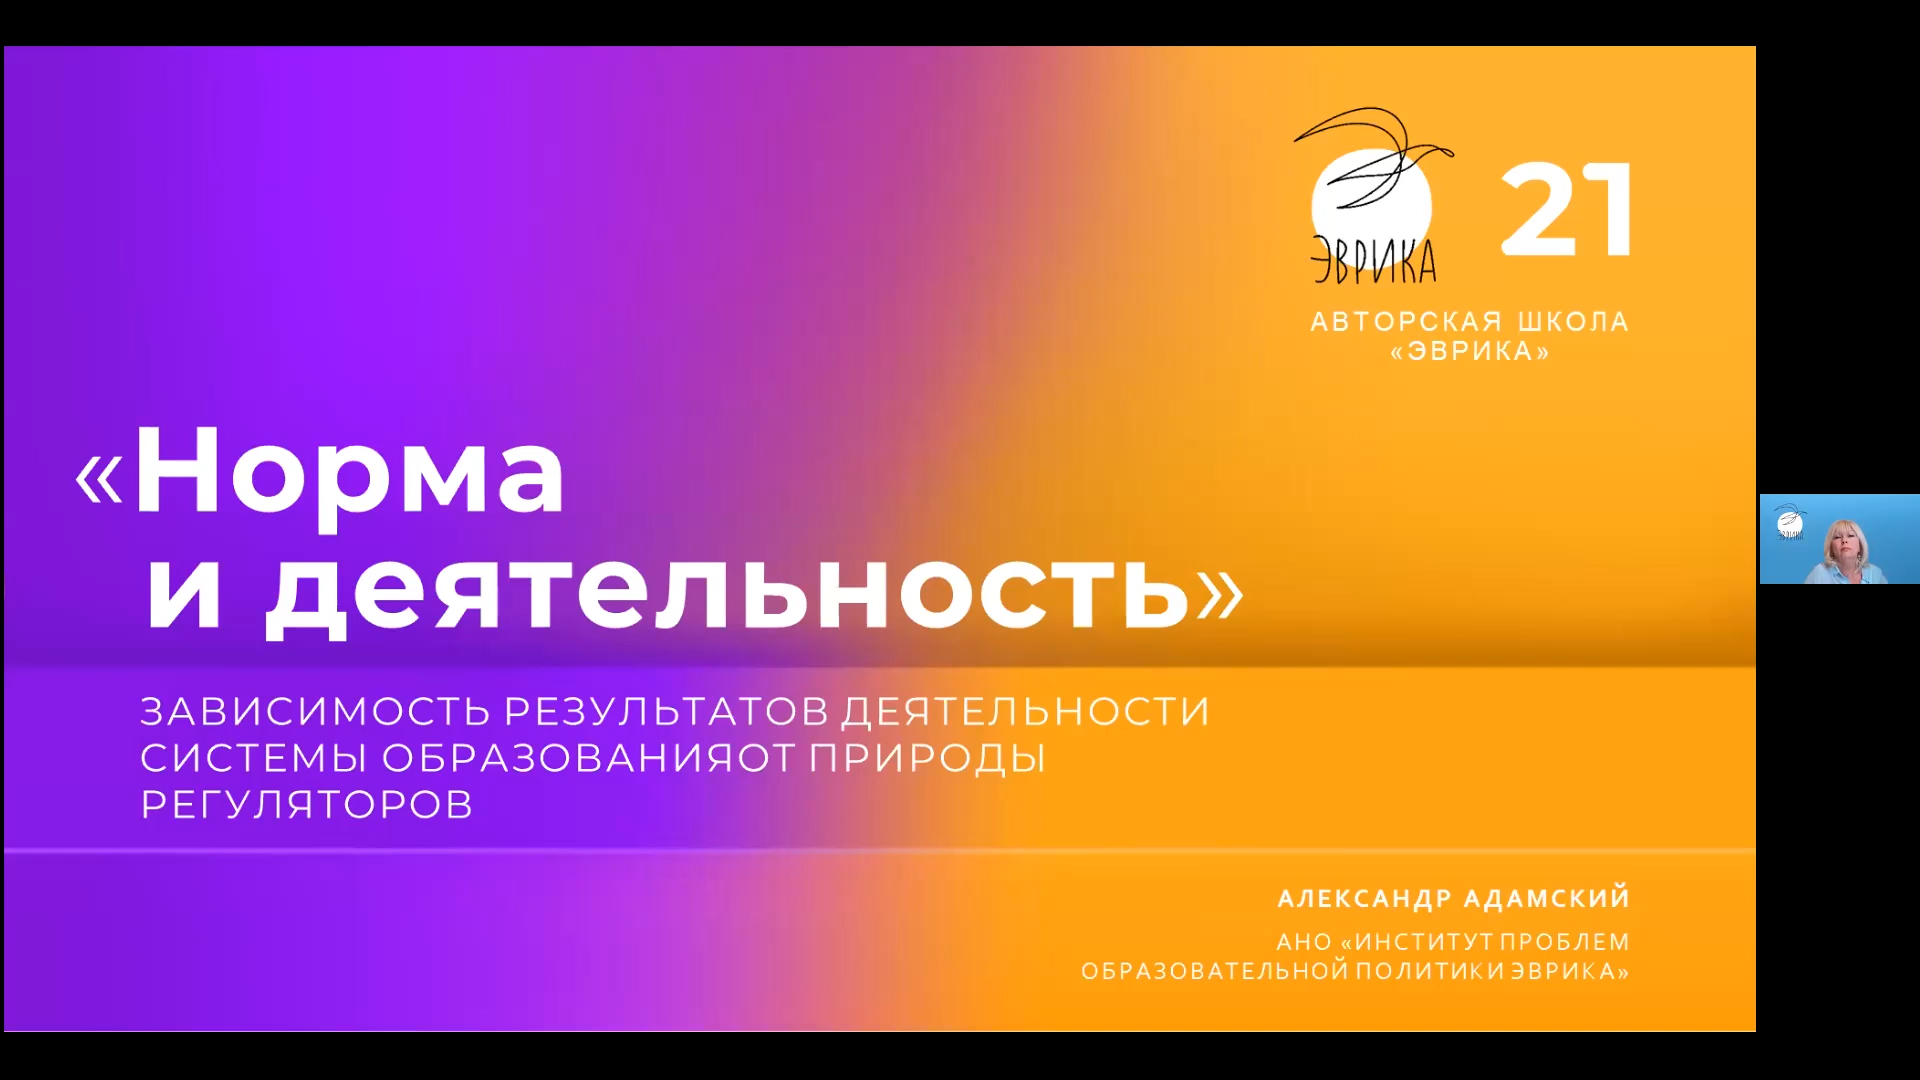 ЭВРИКА
21
АВТОРСКАЯ ШКОЛА
«ЭВРИКА»
«Норма
и деятельность»
ЗАВИСИМОСТЬ РЕЗУЛЬТАТОВ ДЕЯТЕЛЬНОСТИ
СИСТЕМЫ ОБРАЗОВАНИЯОТ ПРИРОДЫ
РЕГУЛЯТОРОВ
АЛЕКСАНДР АДАМСКИЙ
АНО «ИНСТИТУТ ПРОБЛЕМ
ОБРАЗОВАТЕЛЬНОЙ ПОЛИТИКИ ЭВРИКА»
ЭВРИКА